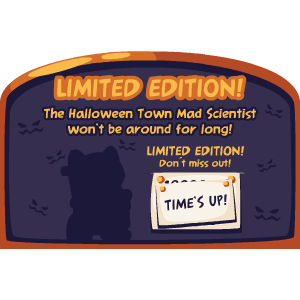 LIMITED EDITION!
The Halloween Town Mad Scientist
won't be around for long!
LIMITED EDITION!
Don't miss out!
TIME'S UP!